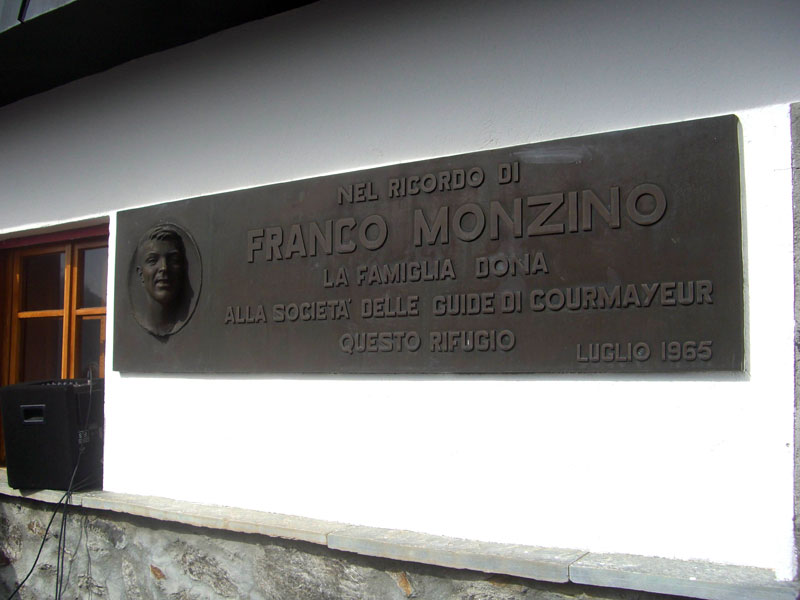 NEL RICORDO DI
FRANCO MONZINO
LA FAMIGLIA DONA
ALLA SOCIETA' DELLE GUIDE DI COURMAYEUR
QUESTO RIFUGIO
LUGLIO 1965